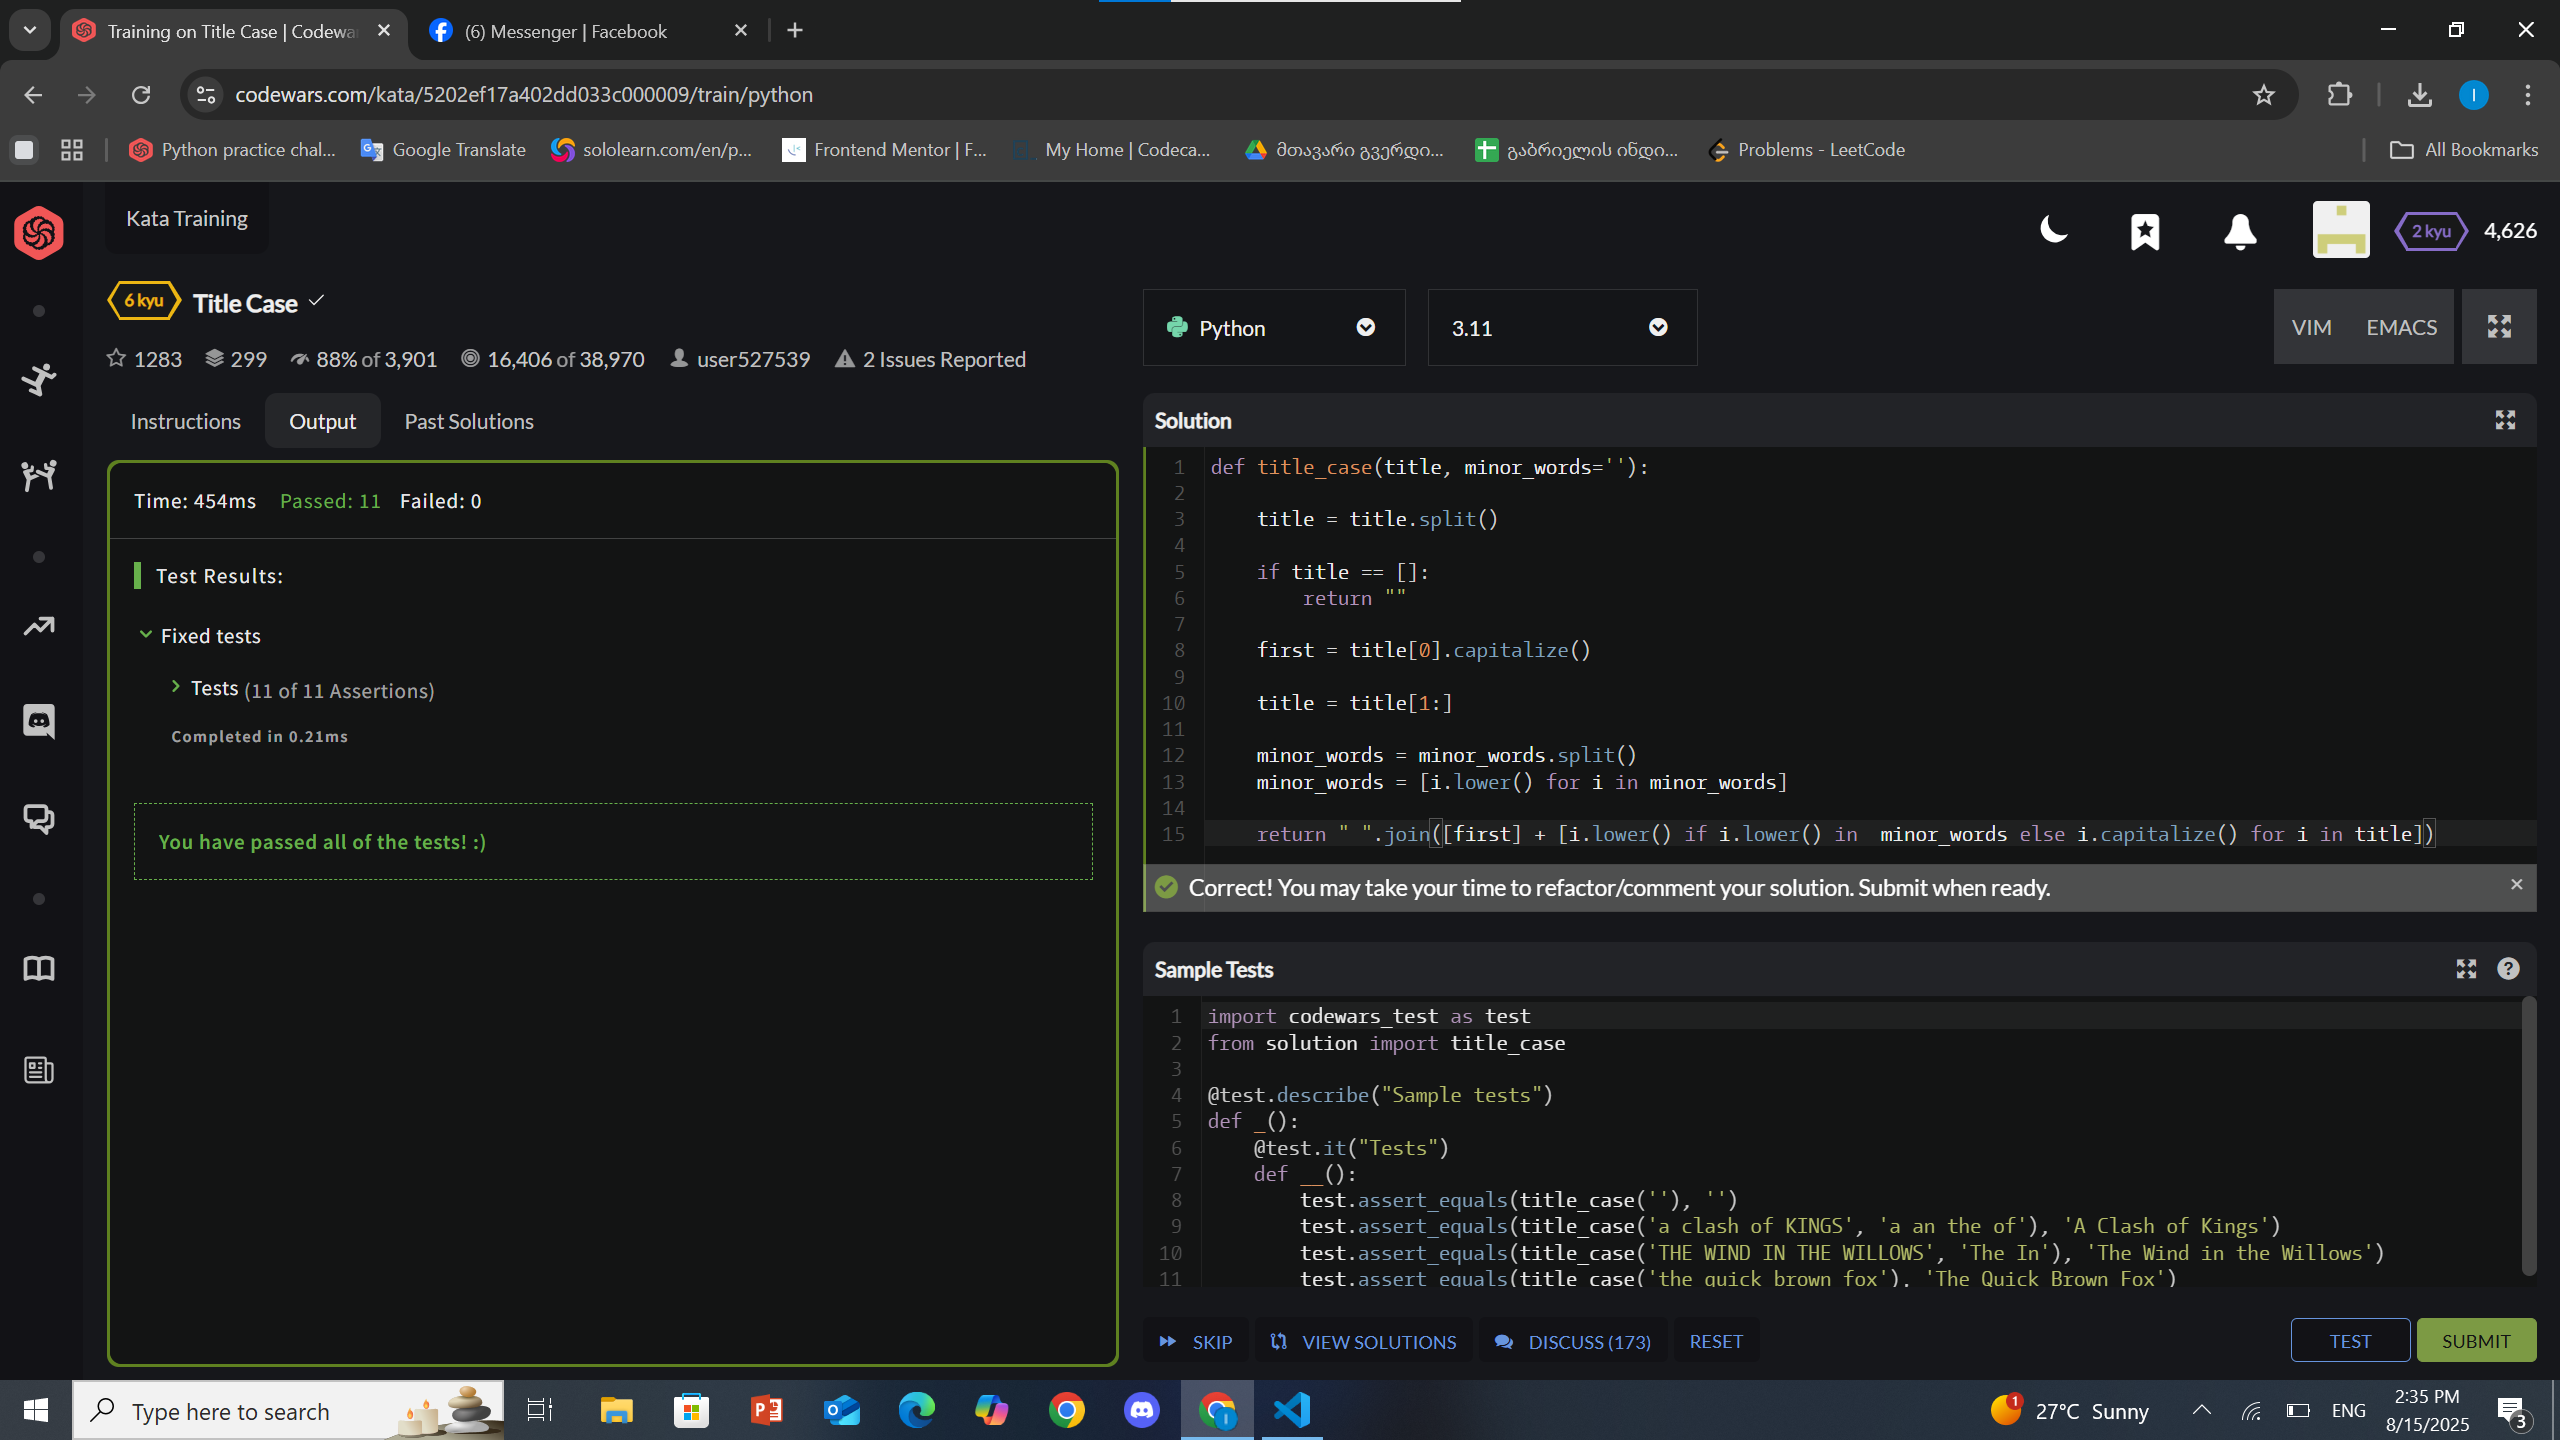 Training on Title Case | Codewa
(6) Messenger | Facebook
codewars.com/kata/5202ef17a402dd033c000009/train/python
I
Python practice chal...
Google Translate
sololearn.com/en/p...
Frontend Mentor | F...
My Home | Codeca...
მთავარი გვერდი...
გაბრიელის ინდი...
Problems - LeetCode
All Bookmarks
Kata Training
2 kyu
4,626
6 kyu
Title Case
1283
299
88% of 3,901
16,406 of 38,970
user527539
2 Issues Reported
Python
3.11
VIM
EMACS
Instructions
Output
Past Solutions
Time: 454ms
Passed: 11
Failed: 0
Test Results:
Fixed tests
Tests (11 of 11 Assertions)
Completed in 0.21ms
You have passed all of the tests! :)
Solution
1 def title_case(title, minor_words=''):
2
3     title = title.split()
4
5     if title == []:
6         return ""
7
8     first = title[0].capitalize()
9
10     title = title[1:]
11
12     minor_words = minor_words.split()
13     minor_words = [i.lower() for i in minor_words]
14
15     return " ".join([first] + [i.lower() if i.lower() in  minor_words else i.capitalize() for i in title])
Correct! You may take your time to refactor/comment your solution. Submit when ready.
Sample Tests
1 import codewars_test as test
2 from solution import title_case
3
4 @test.describe("Sample tests")
5 def _():
6     @test.it("Tests")
7     def __():
8         test.assert_equals(title_case(''), '')
9         test.assert_equals(title_case('a clash of KINGS', 'a an the of'), 'A Clash of Kings')
10         test.assert_equals(title_case('THE WIND IN THE WILLOWS', 'The In'), 'The Wind in the Willows')
11         test.assert_equals(title_case('the quick brown fox'), 'The Quick Brown Fox')
SKIP
VIEW SOLUTIONS
DISCUSS (173)
RESET
TEST
SUBMIT
Type here to search
1
27°C Sunny
ENG
2:35 PM
8/15/2025
3